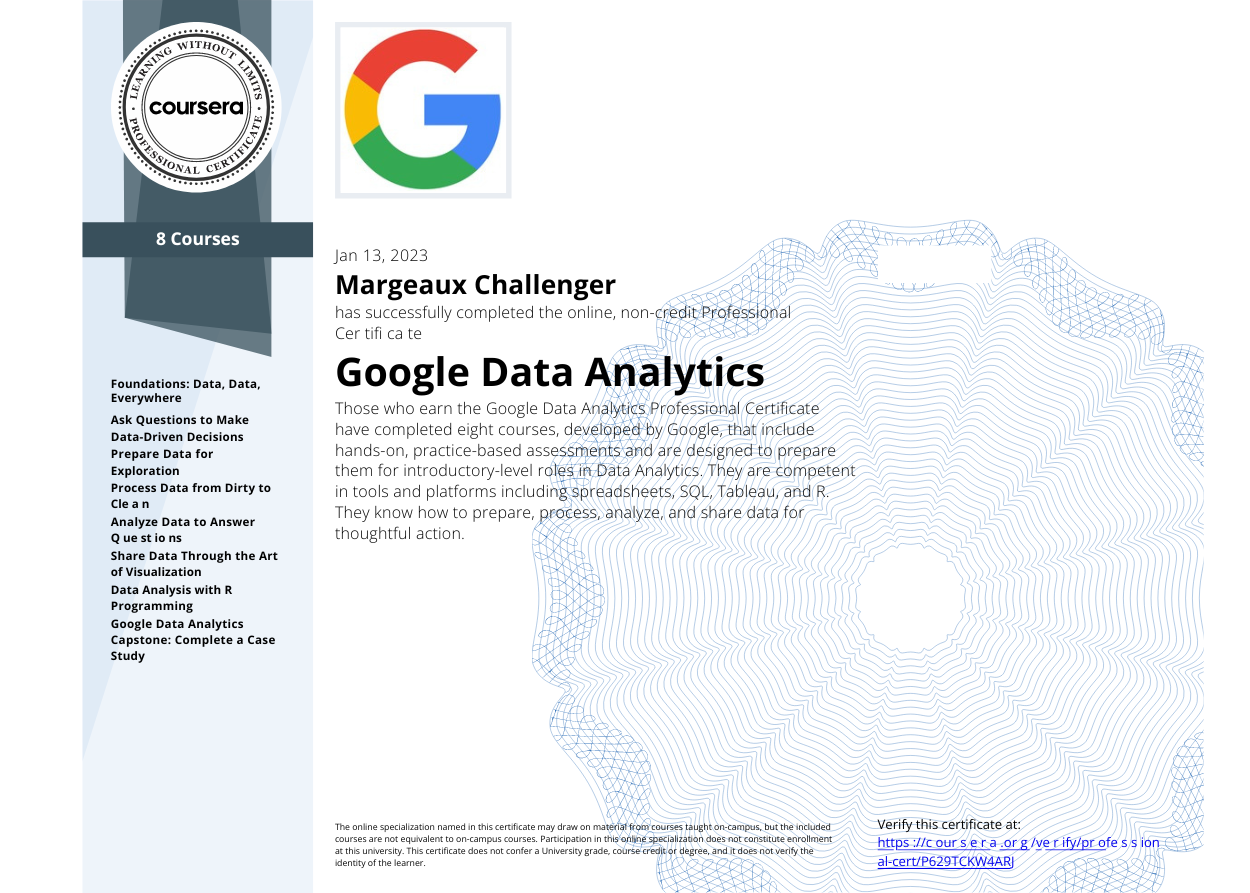 LEARNING WITHOUT LIMITS
coursera
PROFESSIONAL CERTIFICATE
8 Courses
Foundations: Data, Data,
Everywhere
Ask Questions to Make
Data-Driven Decisions
Prepare Data for
Exploration
Process Data from Dirty to
Cle a n
Analyze Data to Answer
Q ue st io ns
Share Data Through the Art
of Visualization
Data Analysis with R
Programming
Google Data Analytics
Capstone: Complete a Case
Study
Jan 13, 2023
Margeaux Challenger
has successfully completed the online, non-credit Professional
Cer tifi ca te
Google Data Analytics
Those who earn the Google Data Analytics Professional Certificate
have completed eight courses, developed by Google, that include
hands-on, practice-based assessments and are designed to prepare
them for introductory-level roles in Data Analytics. They are competent
in tools and platforms including spreadsheets, SQL, Tableau, and R.
They know how to prepare, process, analyze, and share data for
thoughtful action.
The online specialization named in this certificate may draw on material from courses taught on-campus, but the included
courses are not equivalent to on-campus courses. Participation in this online specialization does not constitute enrollment
at this university. This certificate does not confer a University grade, course credit or degree, and it does not verify the
identity of the learner.
Verify this certificate at:
https ://c our s e r a .or g /ve r ify/pr ofe s s ion
al-cert/P629TCKW4ARJ